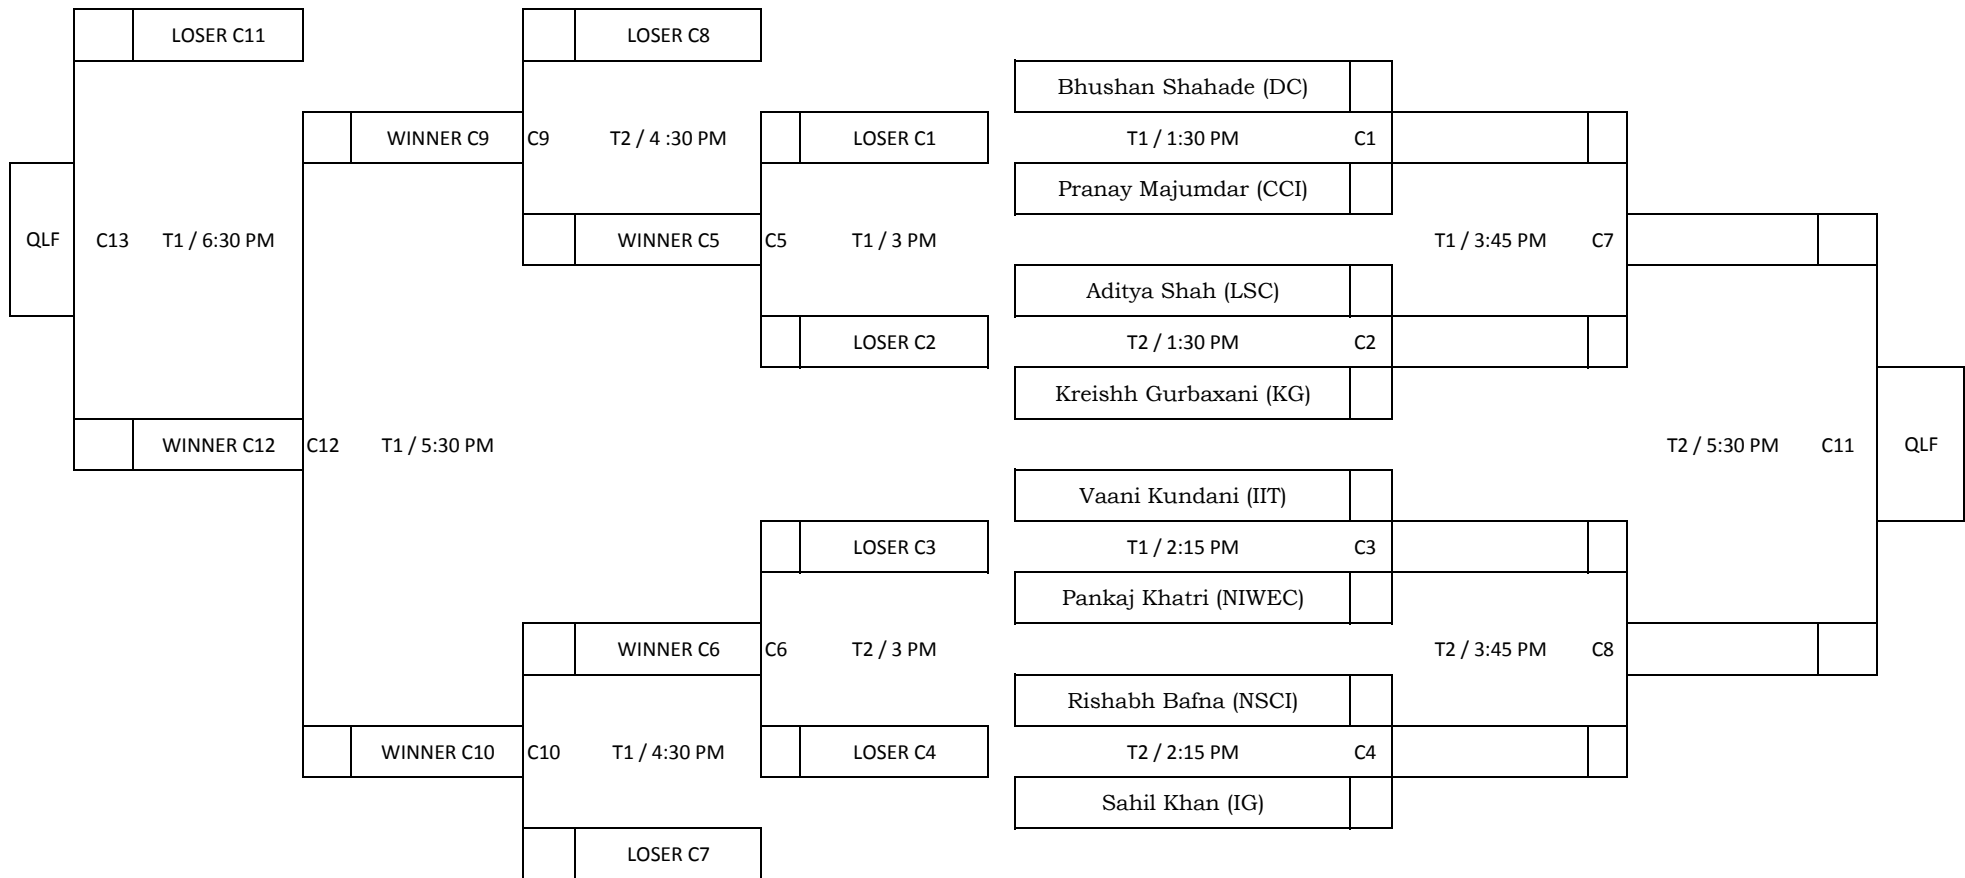 LOSER C11
LOSER C8
Bhushan Shahade (DC)
WINNER C9 C9 T2 / 4 :30 PM LOSER C1 T1 / 1:30 PM C1
Pranay Majumdar (CCI)
QLF C13 T1 / 6:30 PM WINNER C5 C5 T1 / 3 PM T1 / 3:45 PM C7
Aditya Shah (LSC)
LOSER C2 T2 / 1:30 PM C2
Kreishh Gurbaxani (KG)
WINNER C12 C12 T1 / 5:30 PM T2 / 5:30 PM C11 QLF
Vaani Kundani (IIT)
LOSER C3 T1 / 2:15 PM C3
Pankaj Khatri (NIWEC)
WINNER C6 C6 T2 / 3 PM T2 / 3:45 PM C8
Rishabh Bafna (NSCI)
WINNER C10 C10 T1 / 4:30 PM LOSER C4 T2 / 2:15 PM C4
Sahil Khan (IG)
LOSER C7